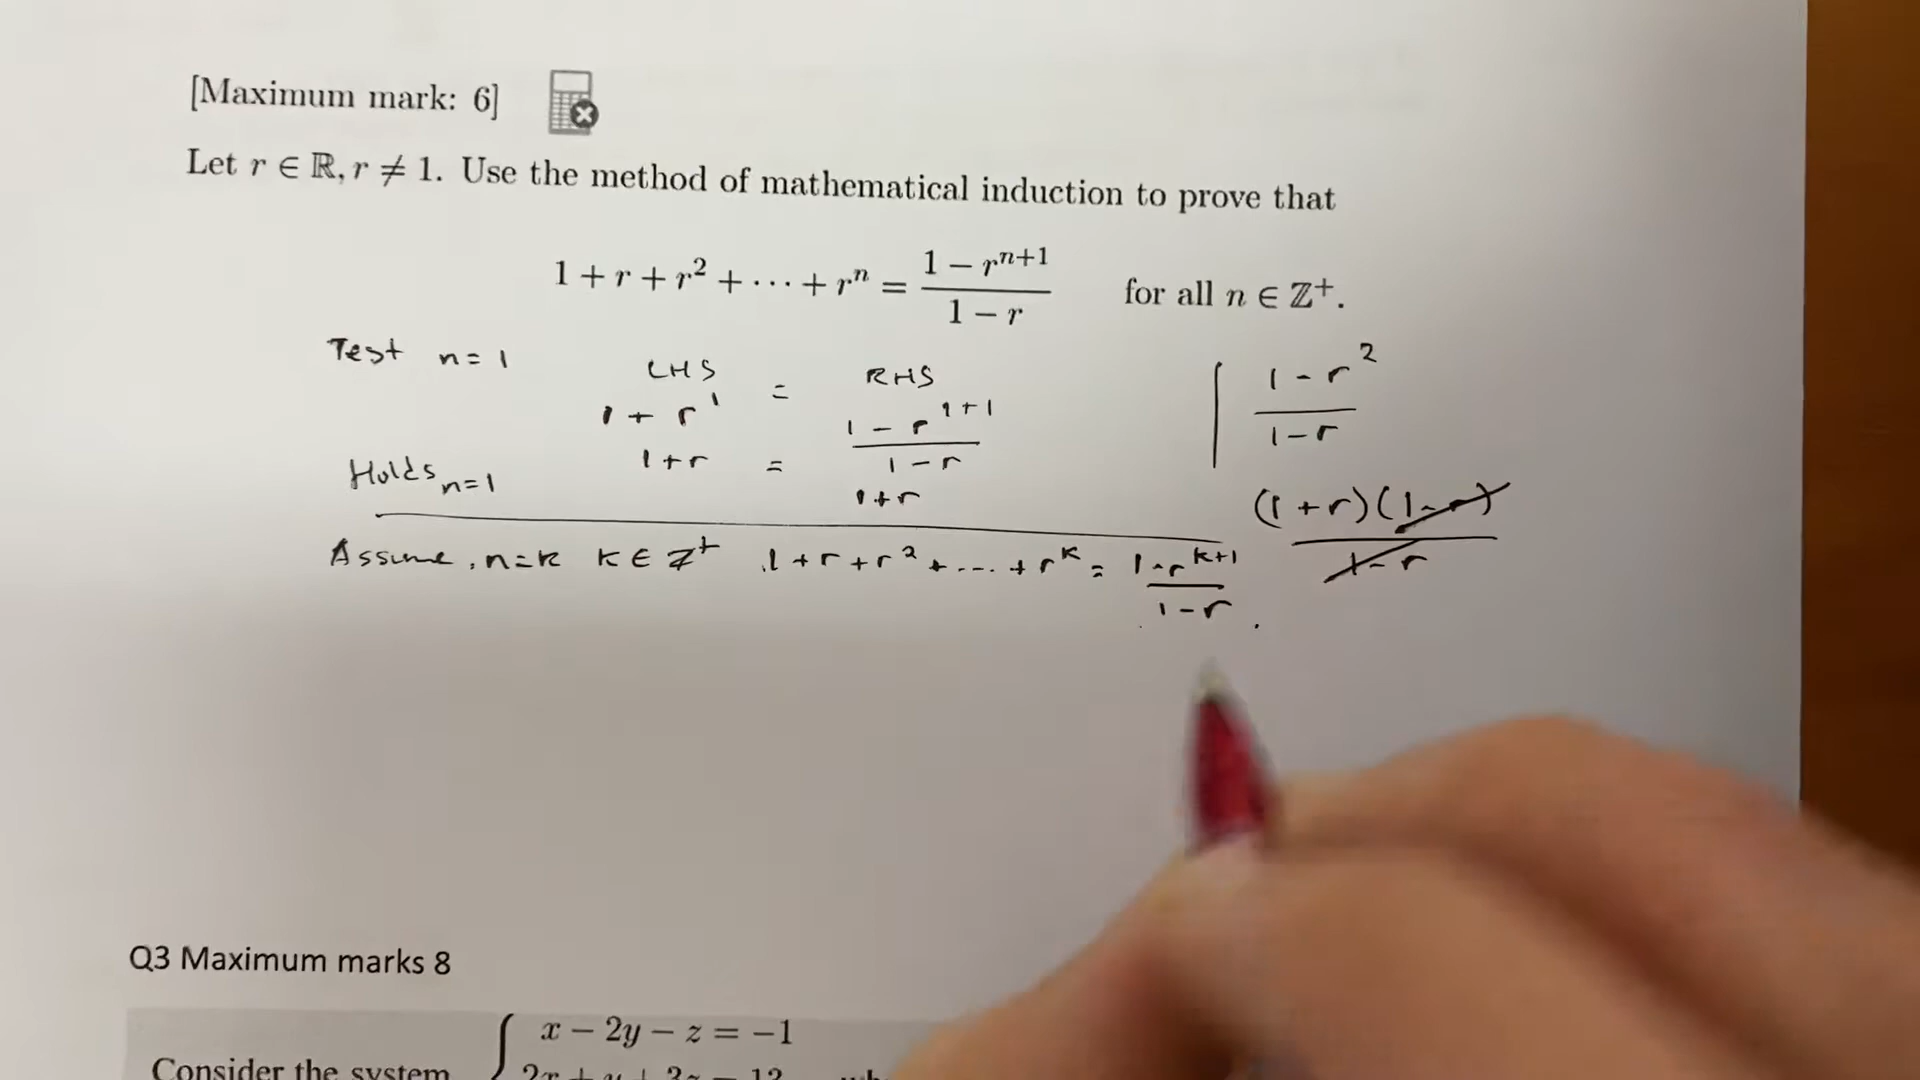 [Maximum mark: 6]
Let r ∈ ℝ, r ≠ 1. Use the method of mathematical induction to prove that
1 + r + r² + ⋯ + rⁿ = (1 − rⁿ⁺¹)/(1 − r) for all n ∈ ℤ⁺.
Test n = 1
LHS = RHS
1 + r¹ = (1 − r¹⁺¹)/(1 − r)
1 + r = 1 + r
Holds n = 1
(1 − r²)/(1 − r)
(1 + r)(1 − r)/(1 − r)
Assume, n = k k ∈ ℤ⁺ 1 + r + r² + ... + rᵏ = (1 − rᵏ⁺¹)/(1 − r).
Q3 Maximum marks 8
x − 2y − z = −1
Consider the system